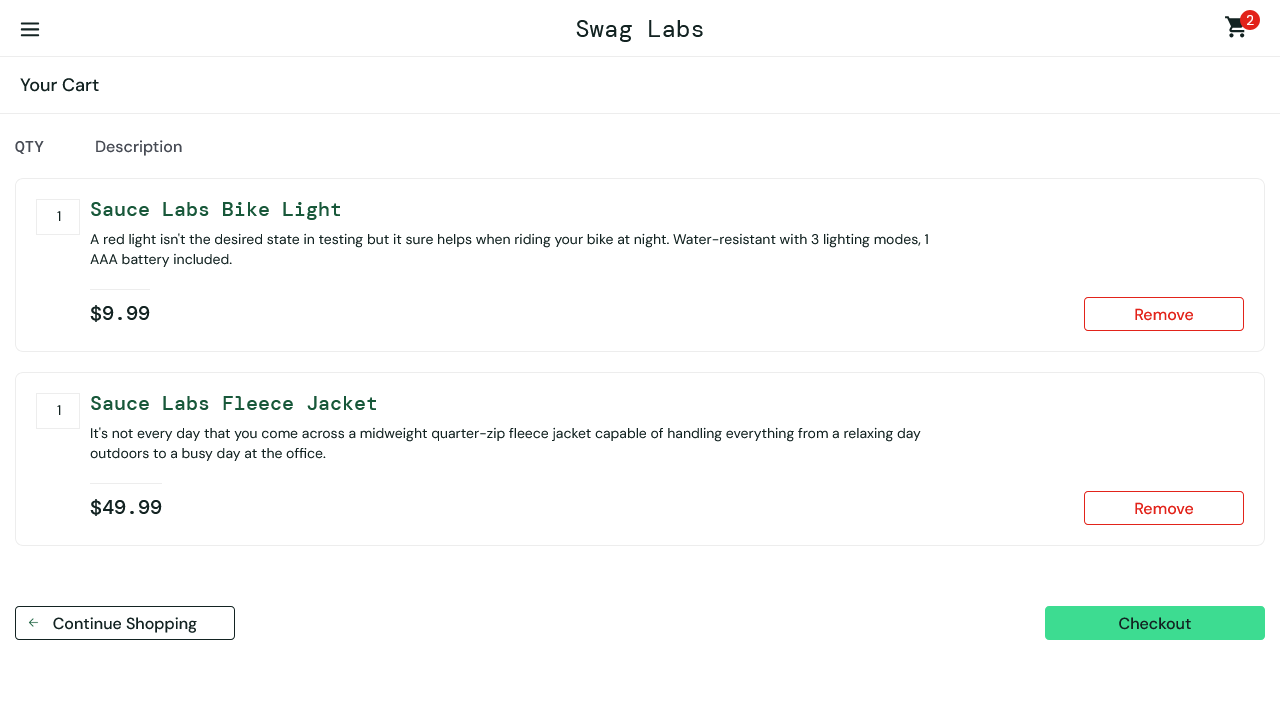 Swag Labs
2
Your Cart
QTY Description
1 Sauce Labs Bike Light
A red light isn't the desired state in testing but it sure helps when riding your bike at night. Water-resistant with 3 lighting modes, 1
AAA battery included.
$9.99
Remove
1 Sauce Labs Fleece Jacket
It's not every day that you come across a midweight quarter-zip fleece jacket capable of handling everything from a relaxing day
outdoors to a busy day at the office.
$49.99
Remove
Continue Shopping
Checkout